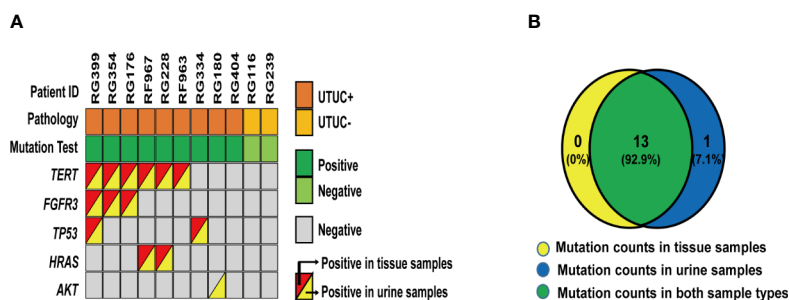 A
B
Patient ID
RG399
RG354
RG176
RF967
RG228
RF963
RG334
RG180
RG404
RG116
RG239
Pathology
Mutation Test
TERT
FGFR3
TP53
HRAS
AKT
UTUC+
UTUC-
Positive
Negative
Negative
Positive in tissue samples
Positive in urine samples
0
(0%)
13
(92.9%)
1
(7.1%)
Mutation counts in tissue samples
Mutation counts in urine samples
Mutation counts in both sample types